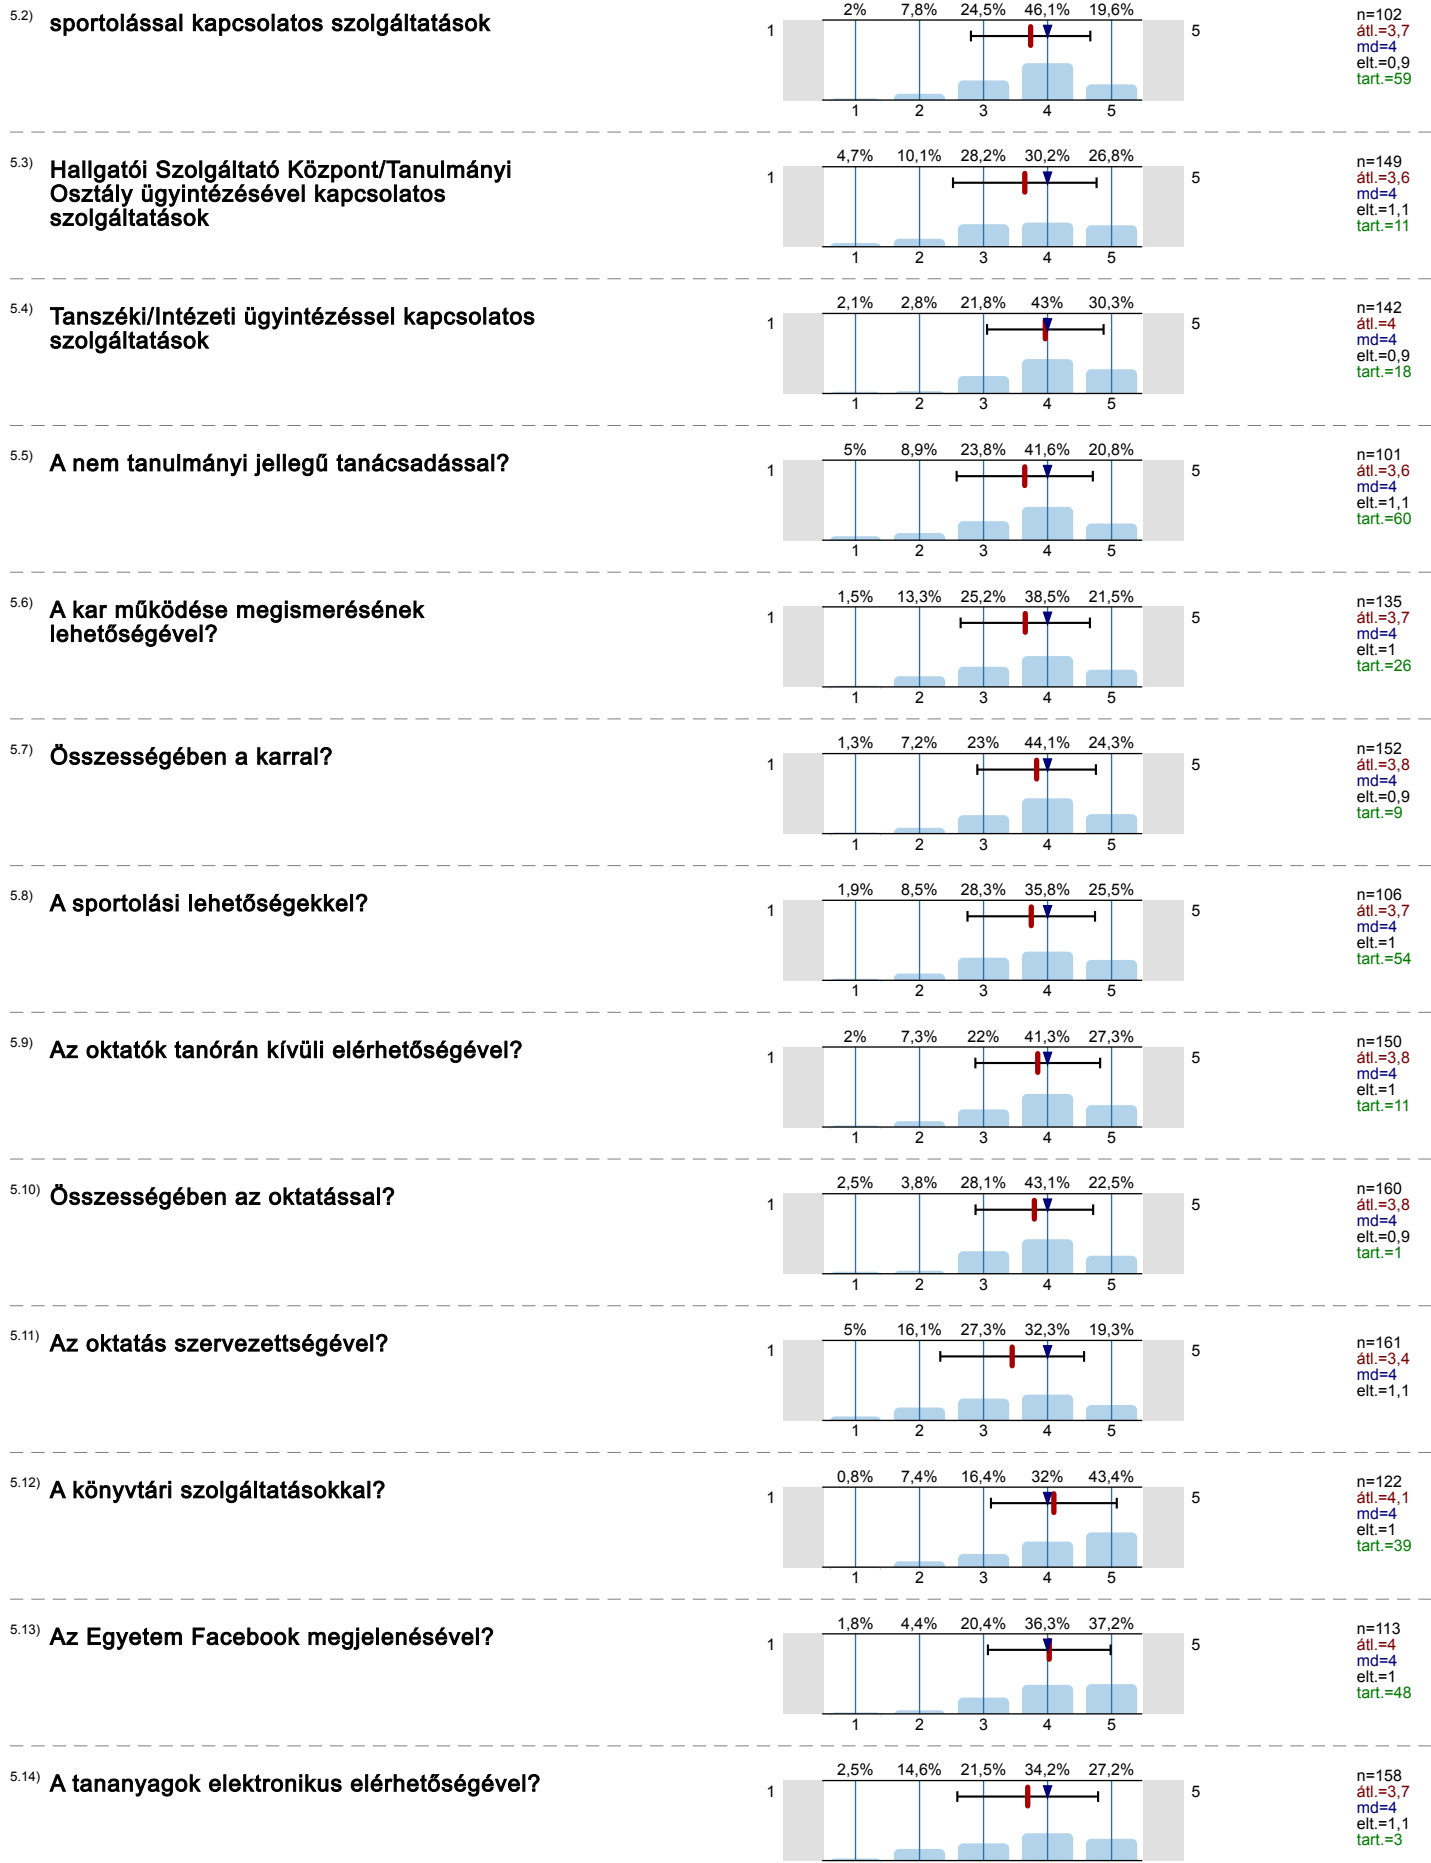 5.2) sportolással kapcsolatos szolgáltatások
2% 7,8% 24,5% 46,1% 19,6%
1 5
1 2 3 4 5
n=102
átl.=3,7
md=4
elt.=0,9
tart.=59
5.3) Hallgatói Szolgáltató Központ/Tanulmányi
Osztály ügyintézésével kapcsolatos
szolgáltatások
4,7% 10,1% 28,2% 30,2% 26,8%
1 5
1 2 3 4 5
n=149
átl.=3,6
md=4
elt.=1,1
tart.=11
5.4) Tanszéki/Intézeti ügyintézéssel kapcsolatos
szolgáltatások
2,1% 2,8% 21,8% 43% 30,3%
1 5
1 2 3 4 5
n=142
átl.=4
md=4
elt.=0,9
tart.=18
5.5) A nem tanulmányi jellegű tanácsadással?
5% 8,9% 23,8% 41,6% 20,8%
1 5
1 2 3 4 5
n=101
átl.=3,6
md=4
elt.=1,1
tart.=60
5.6) A kar működése megismerésének
lehetőségével?
1,5% 13,3% 25,2% 38,5% 21,5%
1 5
1 2 3 4 5
n=135
átl.=3,7
md=4
elt.=1
tart.=26
5.7) Összességében a karral?
1,3% 7,2% 23% 44,1% 24,3%
1 5
1 2 3 4 5
n=152
átl.=3,8
md=4
elt.=0,9
tart.=9
5.8) A sportolási lehetőségekkel?
1,9% 8,5% 28,3% 35,8% 25,5%
1 5
1 2 3 4 5
n=106
átl.=3,7
md=4
elt.=1
tart.=54
5.9) Az oktatók tanórán kívüli elérhetőségével?
2% 7,3% 22% 41,3% 27,3%
1 5
1 2 3 4 5
n=150
átl.=3,8
md=4
elt.=1
tart.=11
5.10) Összességében az oktatással?
2,5% 3,8% 28,1% 43,1% 22,5%
1 5
1 2 3 4 5
n=160
átl.=3,8
md=4
elt.=0,9
tart.=1
5.11) Az oktatás szervezettségével?
5% 16,1% 27,3% 32,3% 19,3%
1 5
1 2 3 4 5
n=161
átl.=3,4
md=4
elt.=1,1
5.12) A könyvtári szolgáltatásokkal?
0,8% 7,4% 16,4% 32% 43,4%
1 5
1 2 3 4 5
n=122
átl.=4,1
md=4
elt.=1
tart.=39
5.13) Az Egyetem Facebook megjelenésével?
1,8% 4,4% 20,4% 36,3% 37,2%
1 5
1 2 3 4 5
n=113
átl.=4
md=4
elt.=1
tart.=48
5.14) A tananyagok elektronikus elérhetőségével?
2,5% 14,6% 21,5% 34,2% 27,2%
1 5
n=158
átl.=3,7
md=4
elt.=1,1
tart.=3